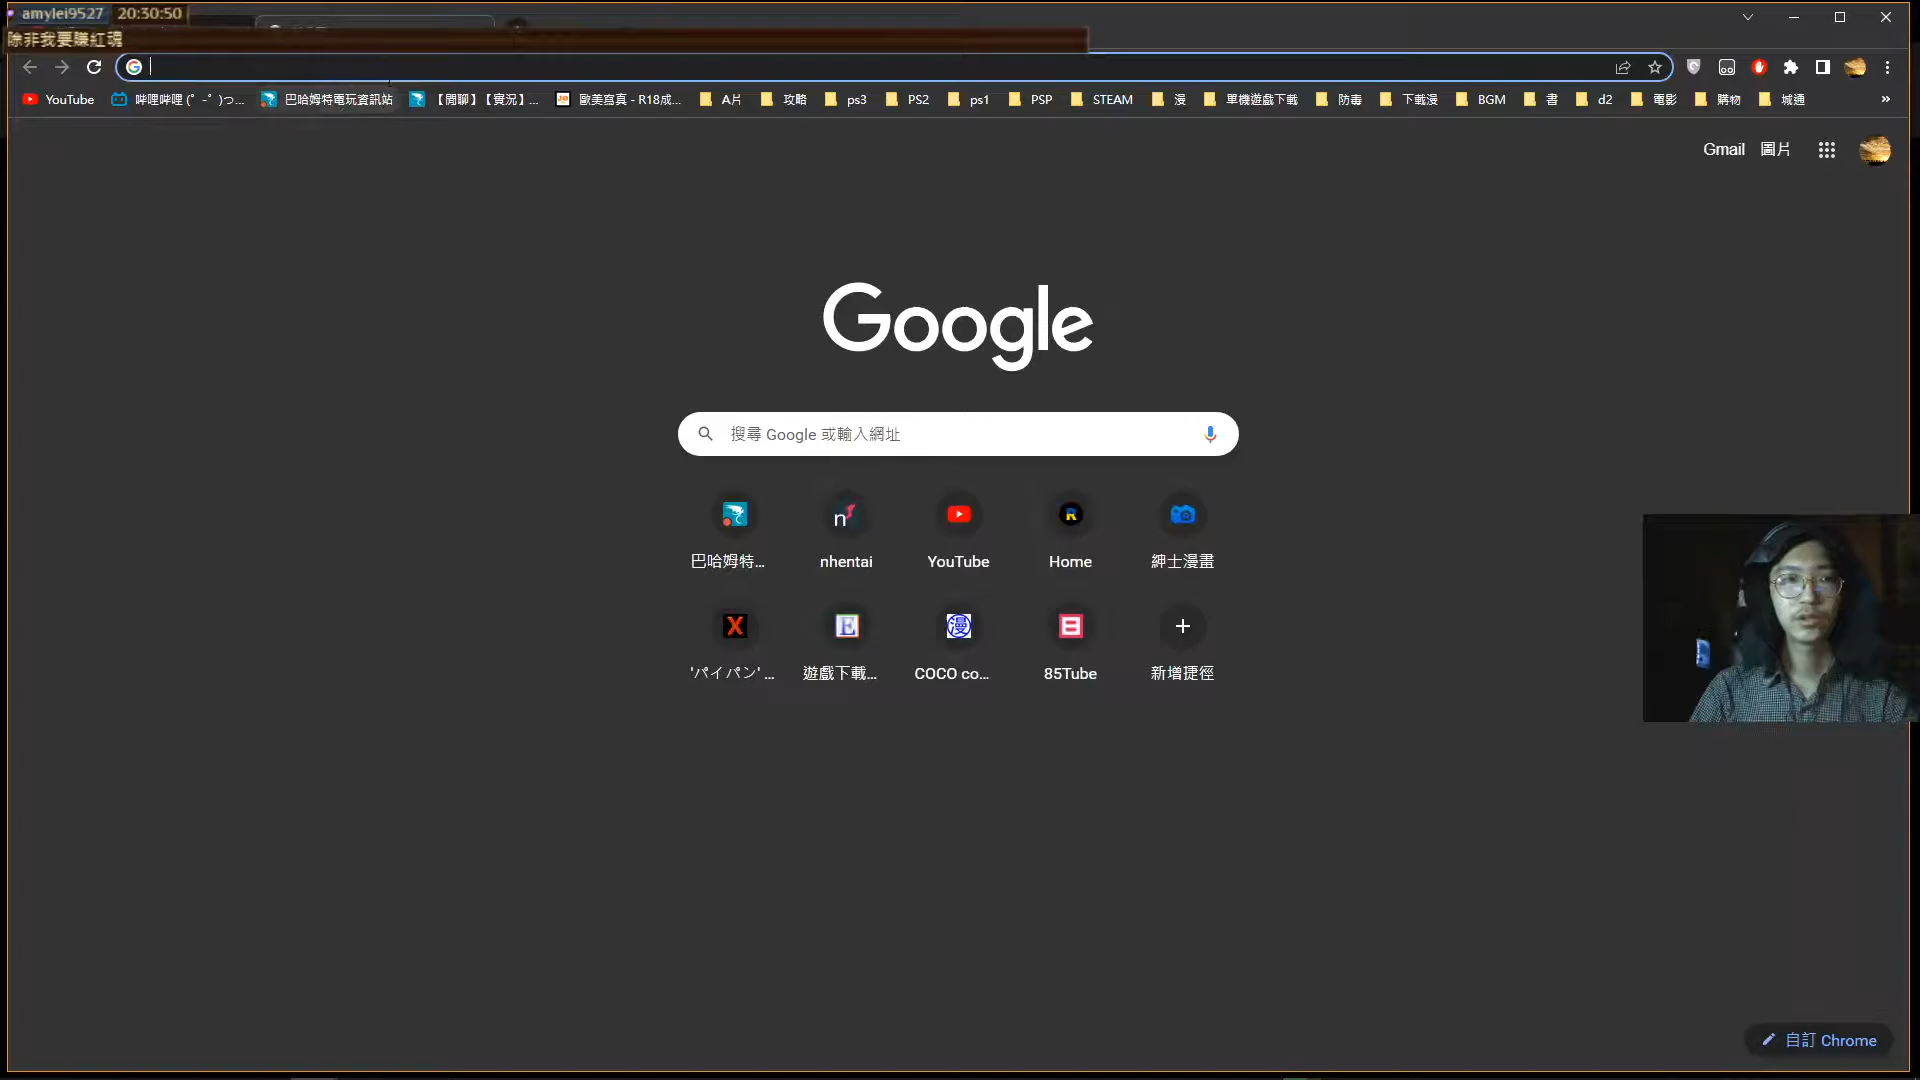 amylei9527 20:30:50
除非我要賺紅魂
YouTube 哔哩哔哩 (゜-゜)つ... 巴哈姆特電玩資訊站 【閒聊】【實況】... 歐美寫真 - R18成... A片 攻略 ps3 PS2 ps1 PSP STEAM 漫 單機遊戲下載 防毒 下載漫 BGM 書 d2 電影 購物 城通 »
Gmail 圖片
Google
搜尋 Google 或輸入網址
巴哈姆特... nhentai YouTube Home 紳士漫畫
X E 漫
'パイパン' ... 遊戲下載... COCO co... 85Tube 新增捷徑
自訂 Chrome